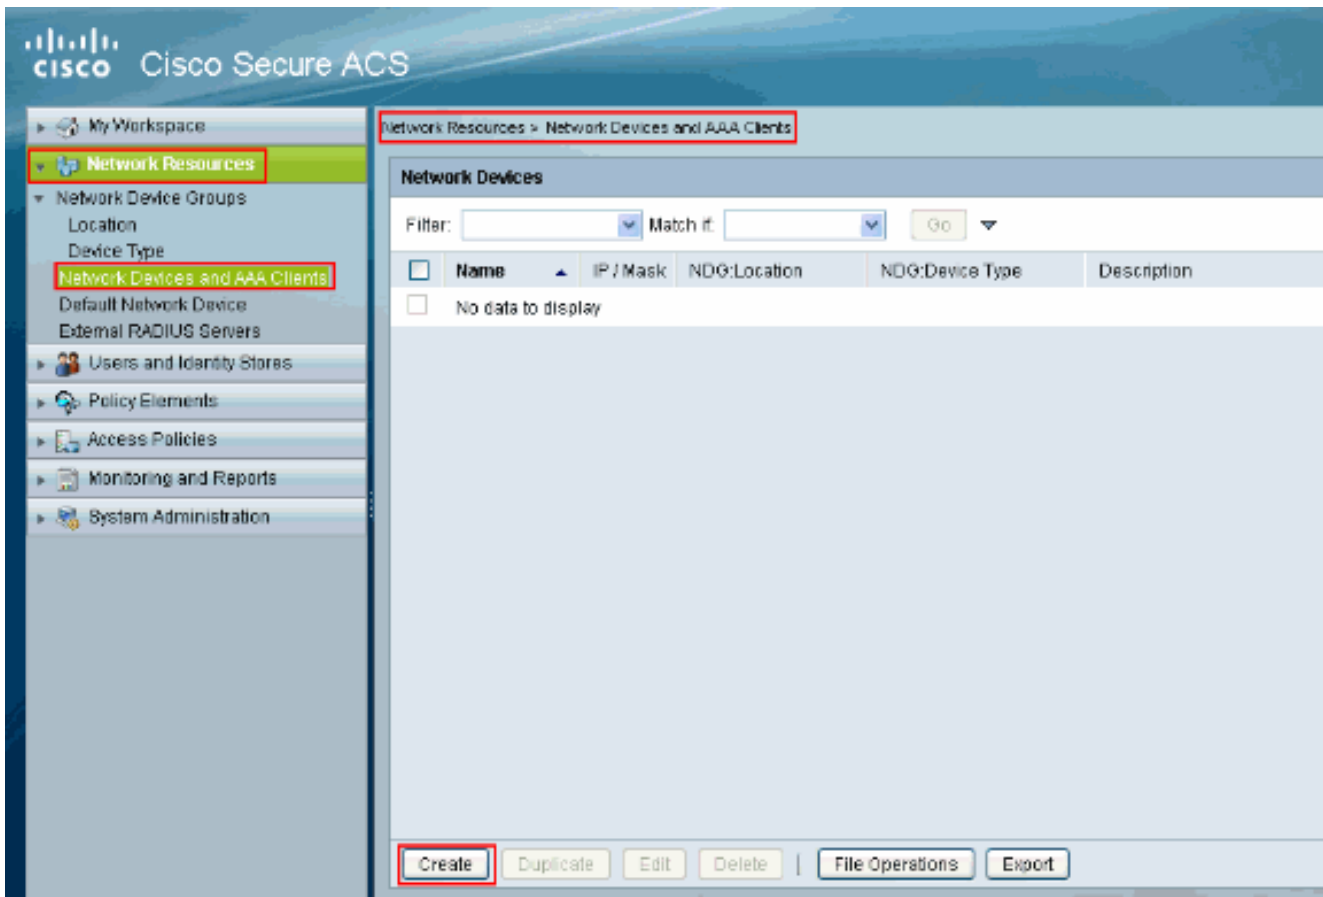 CISCO Cisco Secure ACS
My Workspace
Network Resources
Network Device Groups
Location
Device Type
Network Devices and AAA Clients
Default Network Device
External RADIUS Servers
Users and Identity Stores
Policy Elements
Access Policies
Monitoring and Reports
System Administration
Network Resources > Network Devices and AAA Clients
Network Devices
Filter: Match if: Go
Name IP / Mask NDG:Location NDG:Device Type Description
No data to display
Create Duplicate Edit Delete | File Operations Export